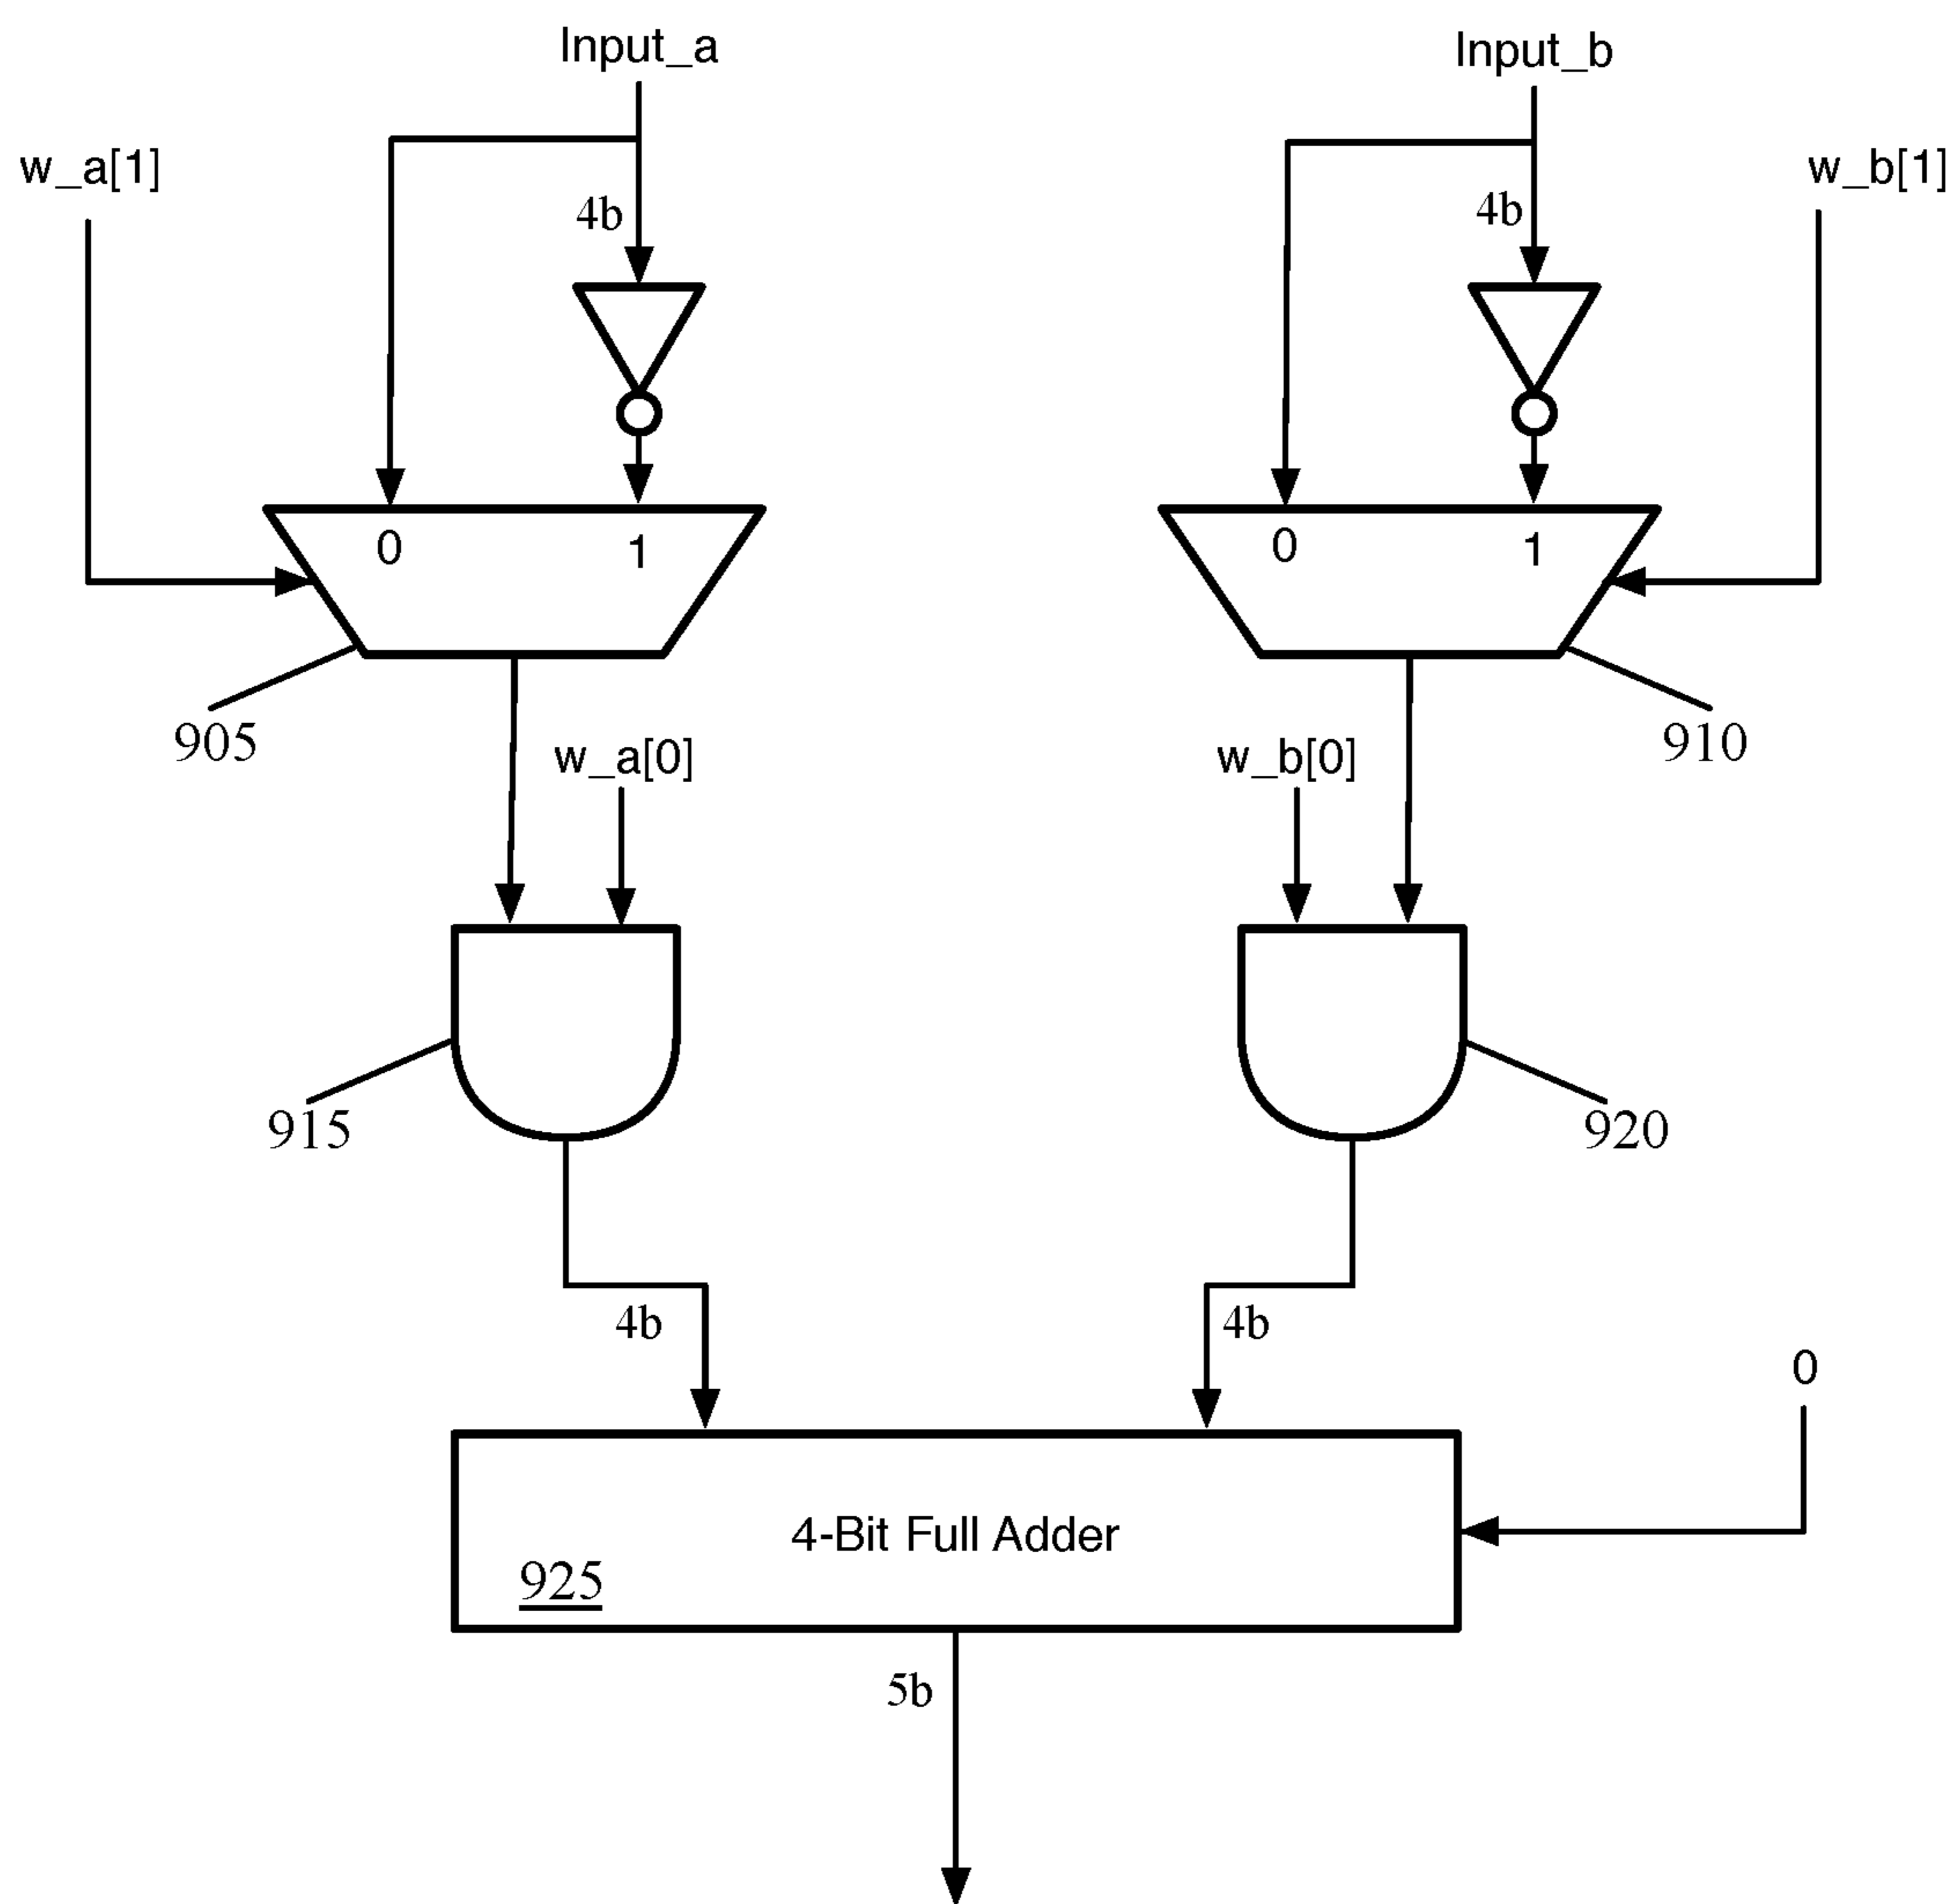 Input_a
Input_b
w_a[1]
w_b[1]
4b
4b
0
1
0
1
905
910
w_a[0]
w_b[0]
915
920
4b
4b
0
4-Bit Full Adder
925
5b